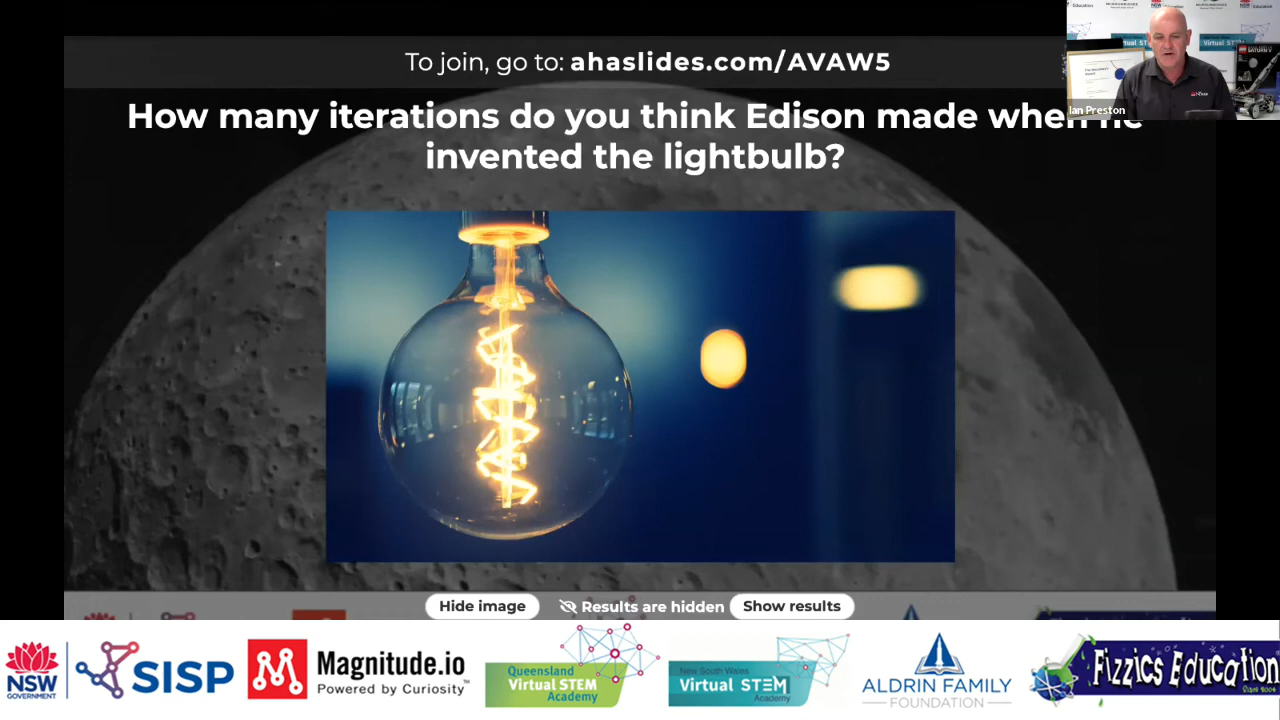 To join, go to: ahaslides.com/AVAW5
How many iterations do you think Edison made when he
invented the lightbulb?
Ian Preston
Hide image
Results are hidden
Show results
NSW
GOVERNMENT
SISP
Magnitude.io
Powered by Curiosity™
Queensland
Virtual STEM
Academy
New South Wales
Virtual STEM
Academy
ALDRIN FAMILY
FOUNDATION
Fizzics Education